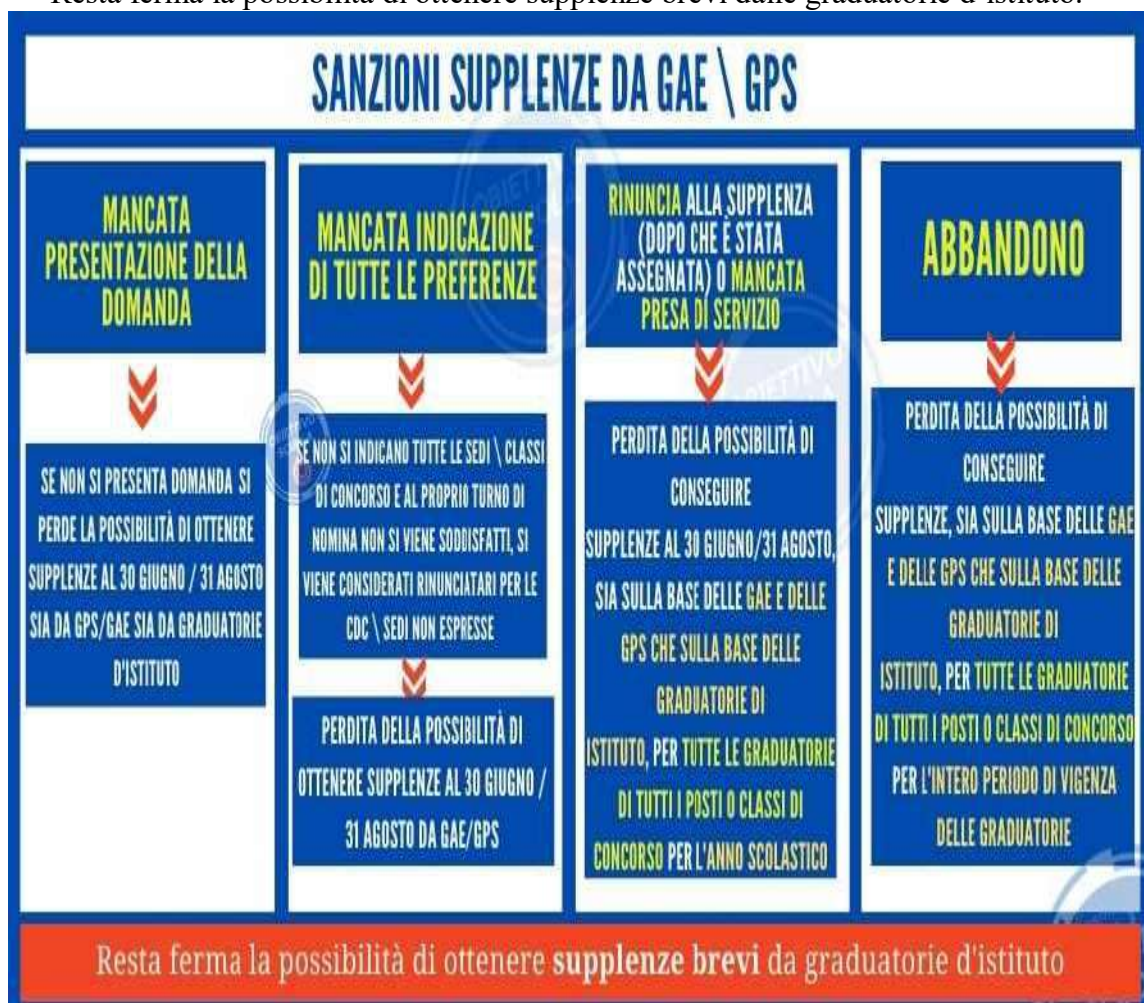 Resta ferma la possibilità di ottenere supplenze brevi dalle graduatorie d'istituto.
SANZIONI SUPPLENZE DA GAE \ GPS
MANCATA
PRESENTAZIONE DELLA
DOMANDA
SE NON SI PRESENTA DOMANDA SI
PERDE LA POSSIBILITÀ DI OTTENERE
SUPPLENZE AL 30 GIUGNO / 31 AGOSTO
SIA DA GPS/GAE SIA DA GRADUATORIE
D'ISTITUTO
MANCATA INDICAZIONE
DI TUTTE LE PREFERENZE
SE NON SI INDICANO TUTTE LE SEDI \ CLASSI
DI CONCORSO E AL PROPRIO TURNO DI
NOMINA NON SI VIENE SODDISFATTI, SI
VIENE CONSIDERATI RINUNCIATARI PER LE
CDC \ SEDI NON ESPRESSE
PERDITA DELLA POSSIBILITÀ DI
OTTENERE SUPPLENZE AL 30 GIUGNO /
31 AGOSTO DA GAE/GPS
RINUNCIA ALLA SUPPLENZA
(DOPO CHE È STATA
ASSEGNATA) O MANCATA
PRESA DI SERVIZIO
PERDITA DELLA POSSIBILITÀ DI
CONSEGUIRE
SUPPLENZE AL 30 GIUGNO/31 AGOSTO,
SIA SULLA BASE DELLE GAE E DELLE
GPS CHE SULLA BASE DELLE
GRADUATORIE DI
ISTITUTO, PER TUTTE LE GRADUATORIE
DI TUTTI I POSTI O CLASSI DI
CONCORSO PER L'ANNO SCOLASTICO
ABBANDONO
PERDITA DELLA POSSIBILITÀ DI
CONSEGUIRE
SUPPLENZE, SIA SULLA BASE DELLE GAE
E DELLE GPS CHE SULLA BASE DELLE
GRADUATORIE DI
ISTITUTO, PER TUTTE LE GRADUATORIE
DI TUTTI I POSTI O CLASSI DI CONCORSO
PER L'INTERO PERIODO DI VIGENZA
DELLE GRADUATORIE
Resta ferma la possibilità di ottenere supplenze brevi da graduatorie d'istituto
OBIETTIVO
OBIETTIVO